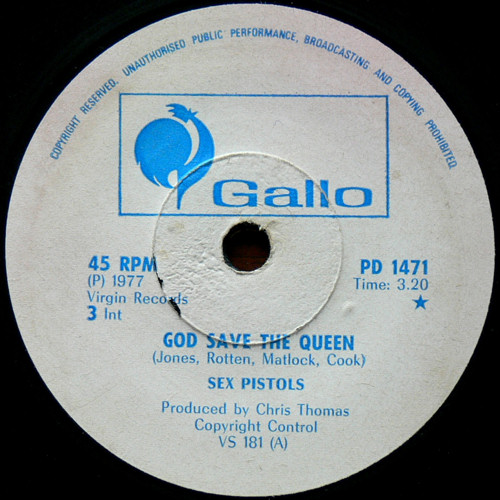 COPYRIGHT RESERVED. UNAUTHORISED PUBLIC PERFORMANCE, BROADCASTING AND COPYING PROHIBITED.
Gallo
45 RPM
(P) 1977
Virgin Records
3 Int
PD 1471
Time: 3.20
★
GOD SAVE THE QUEEN
(Jones, Rotten, Matlock, Cook)
SEX PISTOLS
Produced by Chris Thomas
Copyright Control
VS 181 (A)